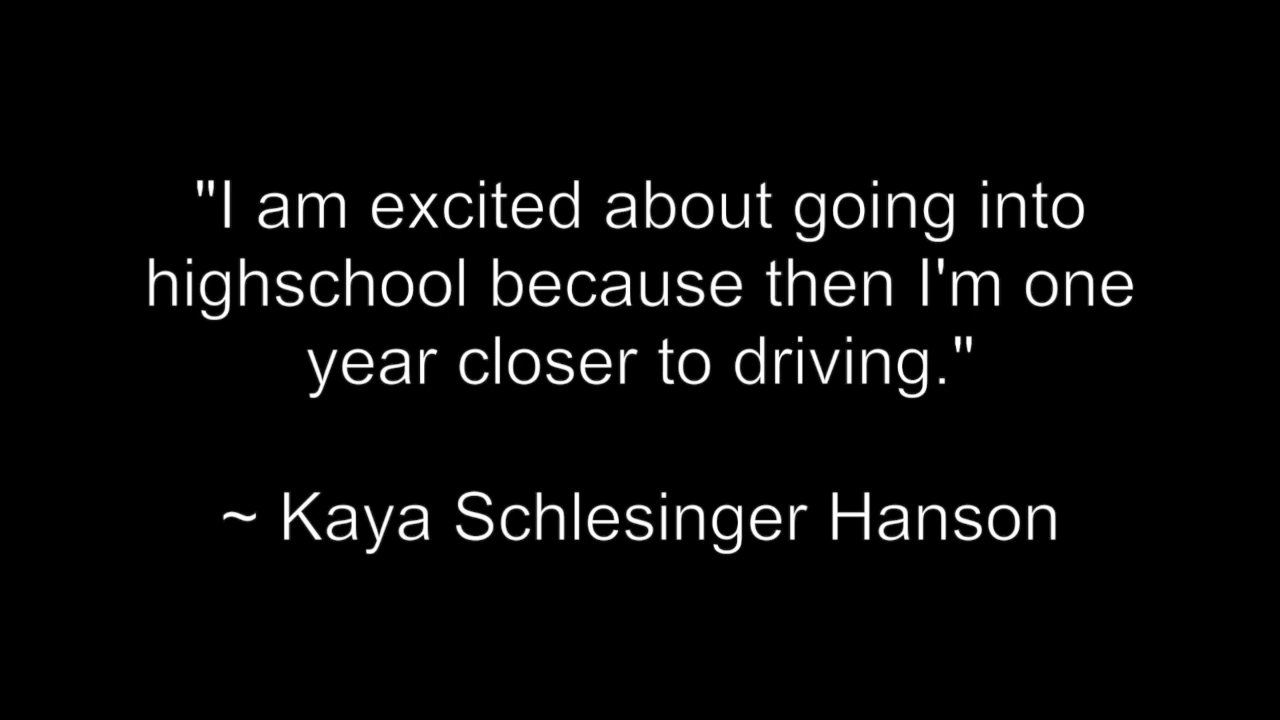 "I am excited about going into
highschool because then I'm one
year closer to driving."
~ Kaya Schlesinger Hanson